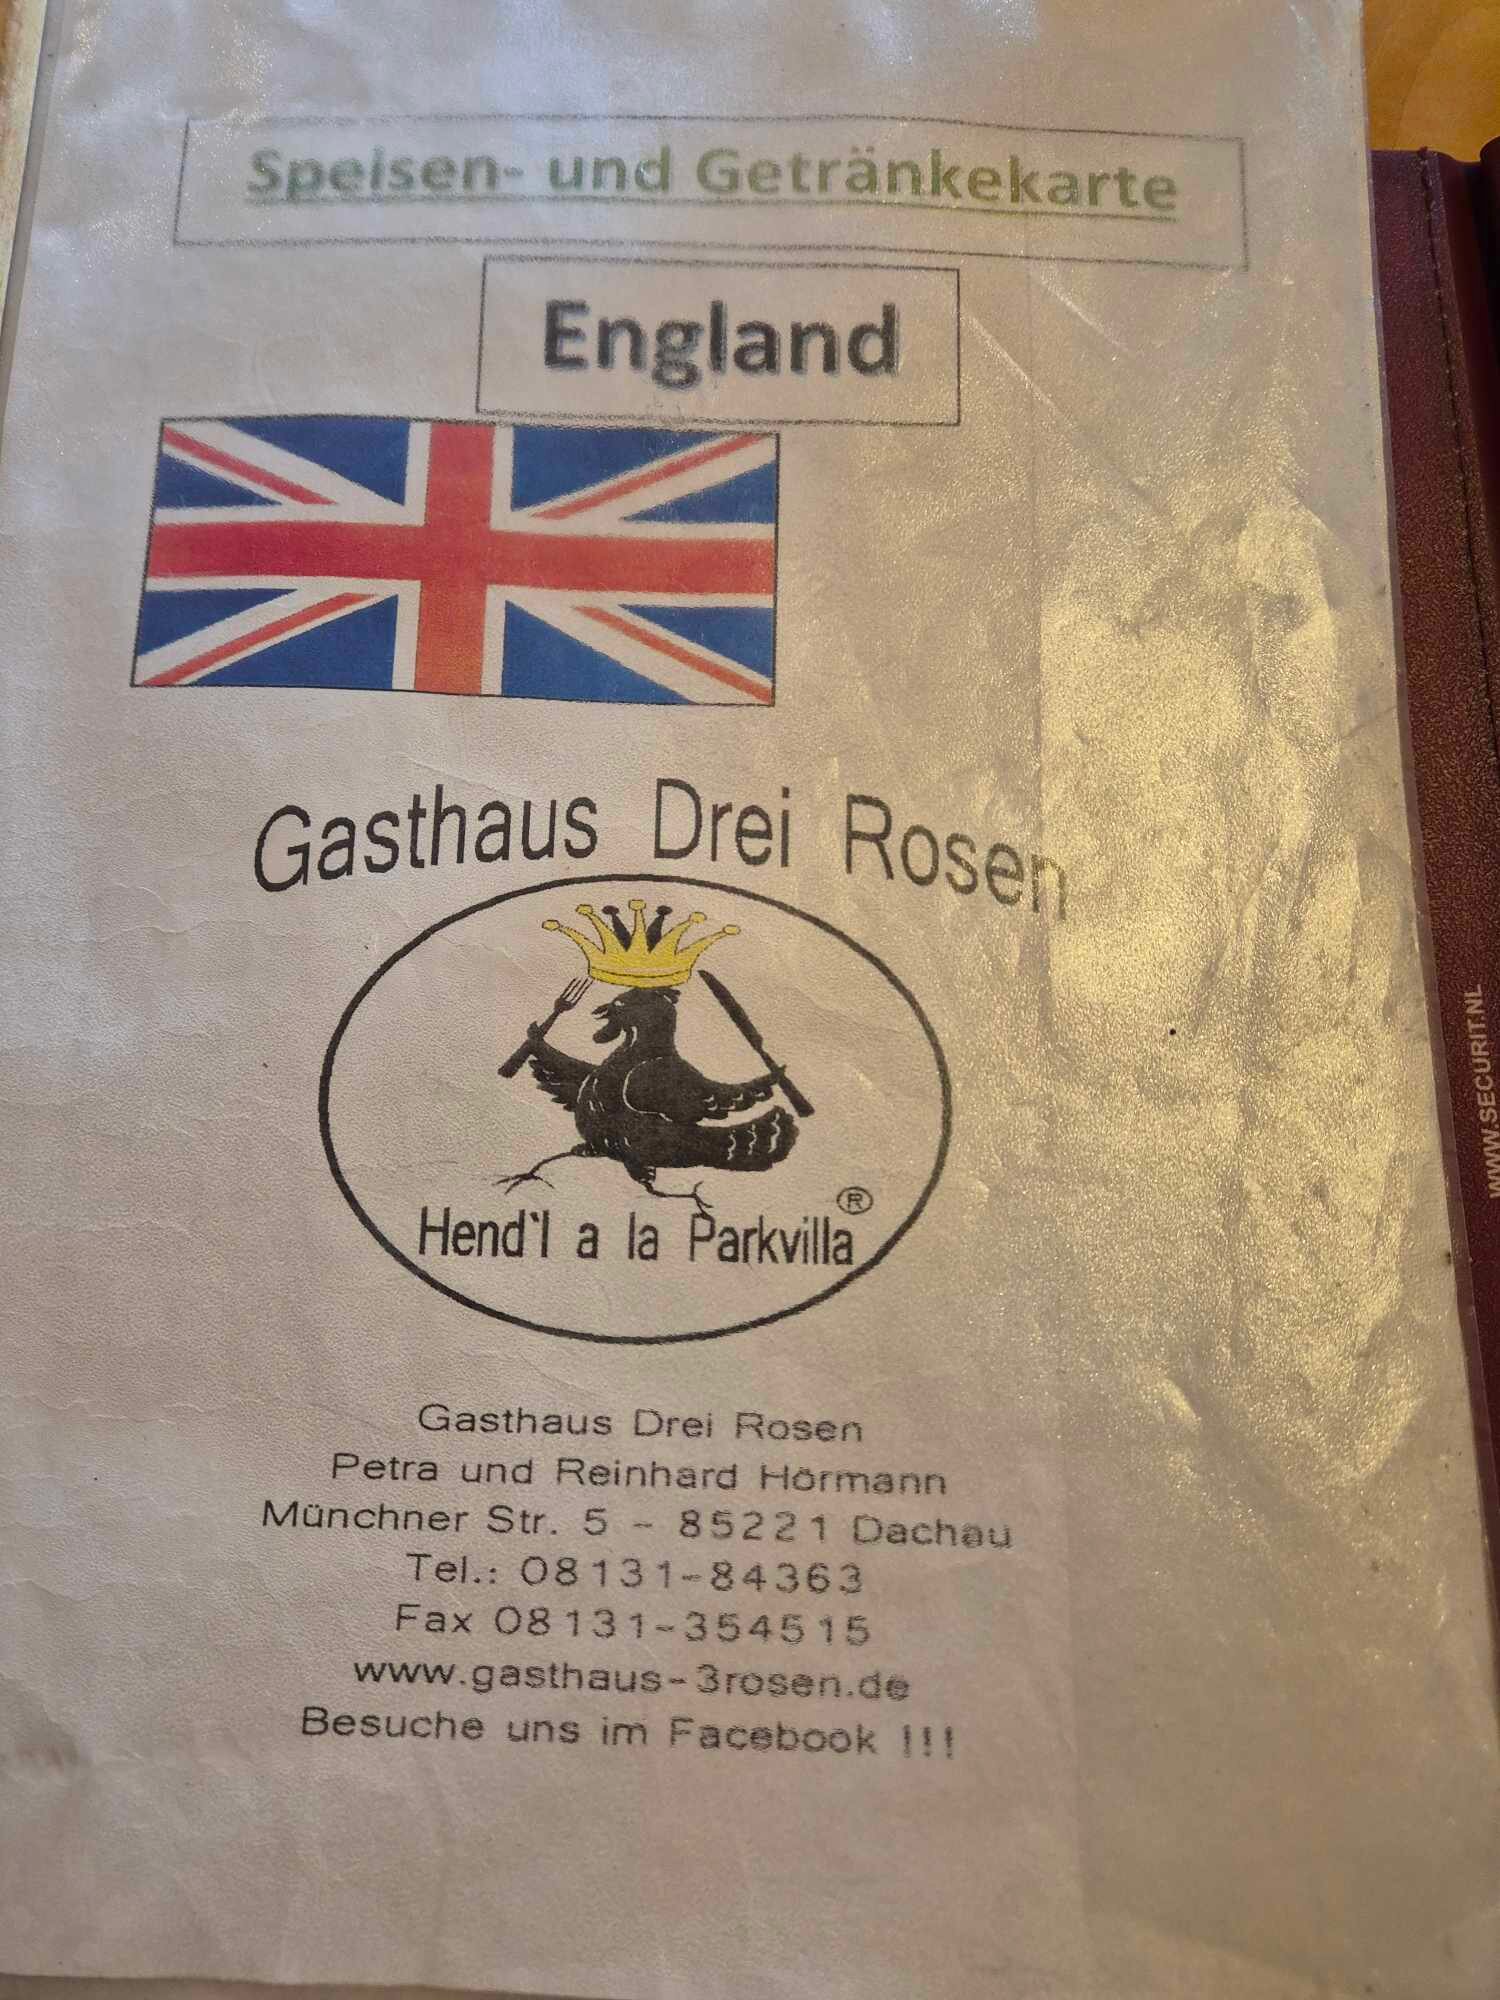 Speisen- und Getränkekarte
England
Gasthaus Drei Rosen
Hend`l a la Parkvilla ®
Gasthaus Drei Rosen
Petra und Reinhard Hörmann
Münchner Str. 5 - 85221 Dachau
Tel.: 08131-84363
Fax 08131-354515
www.gasthaus-3rosen.de
Besuche uns im Facebook !!!
WWW.SECURIT.NL